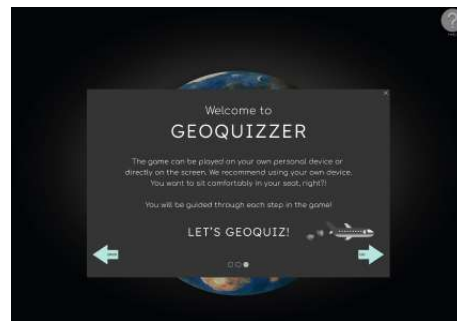 Welcome to
GEOQUIZZER
The game can be played on your own personal device or
directly on the screen. We recommend using your own device.
You want to sit comfortably in your seat, right?!
You will be guided through each step in the game!
LET'S GEOQUIZ!